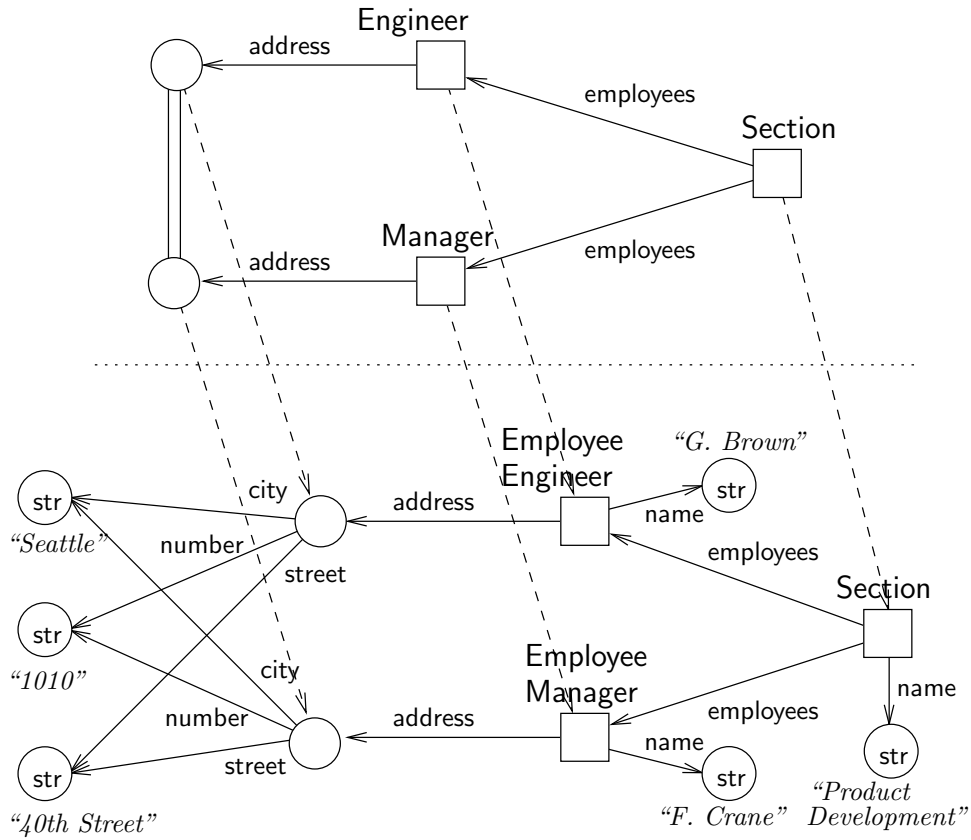 Engineer
address
employees
Section
Manager
address
employees
Employee
Engineer
“G. Brown”
str
name
city
address
str
“Seattle”
number
street
employees
Section
str
“1010”
Employee
Manager
city
name
number
address
employees
street
name
str
str
str
“40th Street”
“F. Crane”
“Product
Development”